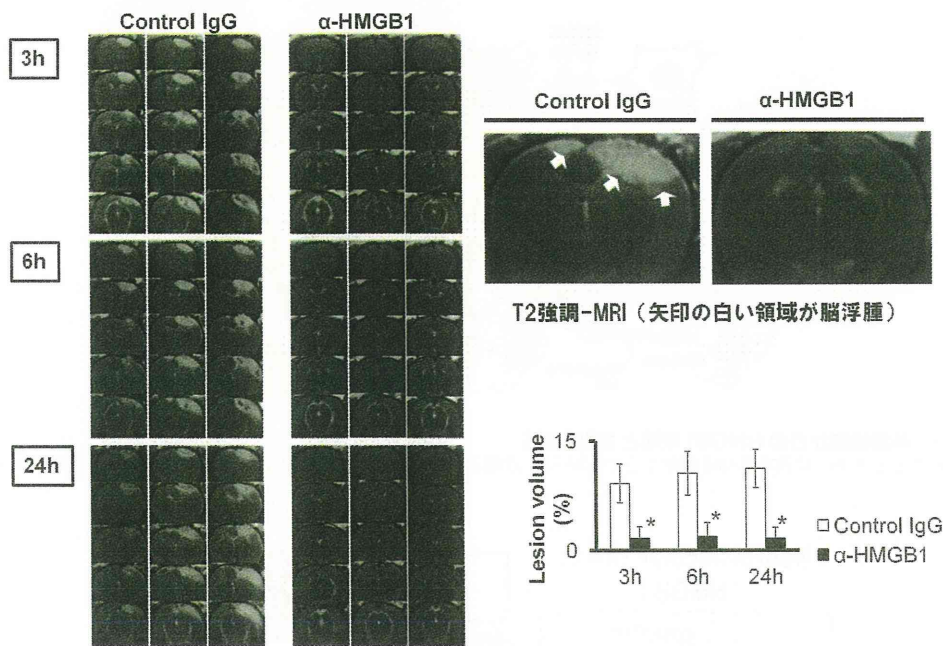 Control IgG
α-HMGB1
3h
6h
24h
Control IgG
α-HMGB1
T2強調-MRI（矢印の白い領域が脳浮腫）
Lesion volume
(%)
15
0
*
*
*
3h
6h
24h
Control IgG
α-HMGB1